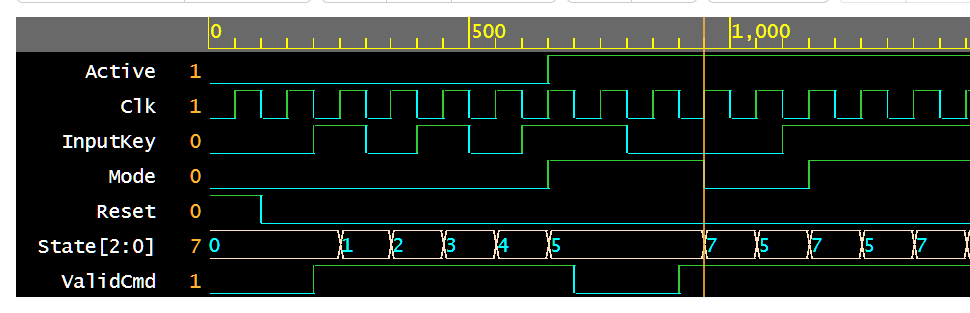 0 500 1,000
Active 1
Clk 1
InputKey 0
Mode 0
Reset 0
State[2:0] 7 0 1 2 3 4 5 7 5 7 5 7
ValidCmd 1